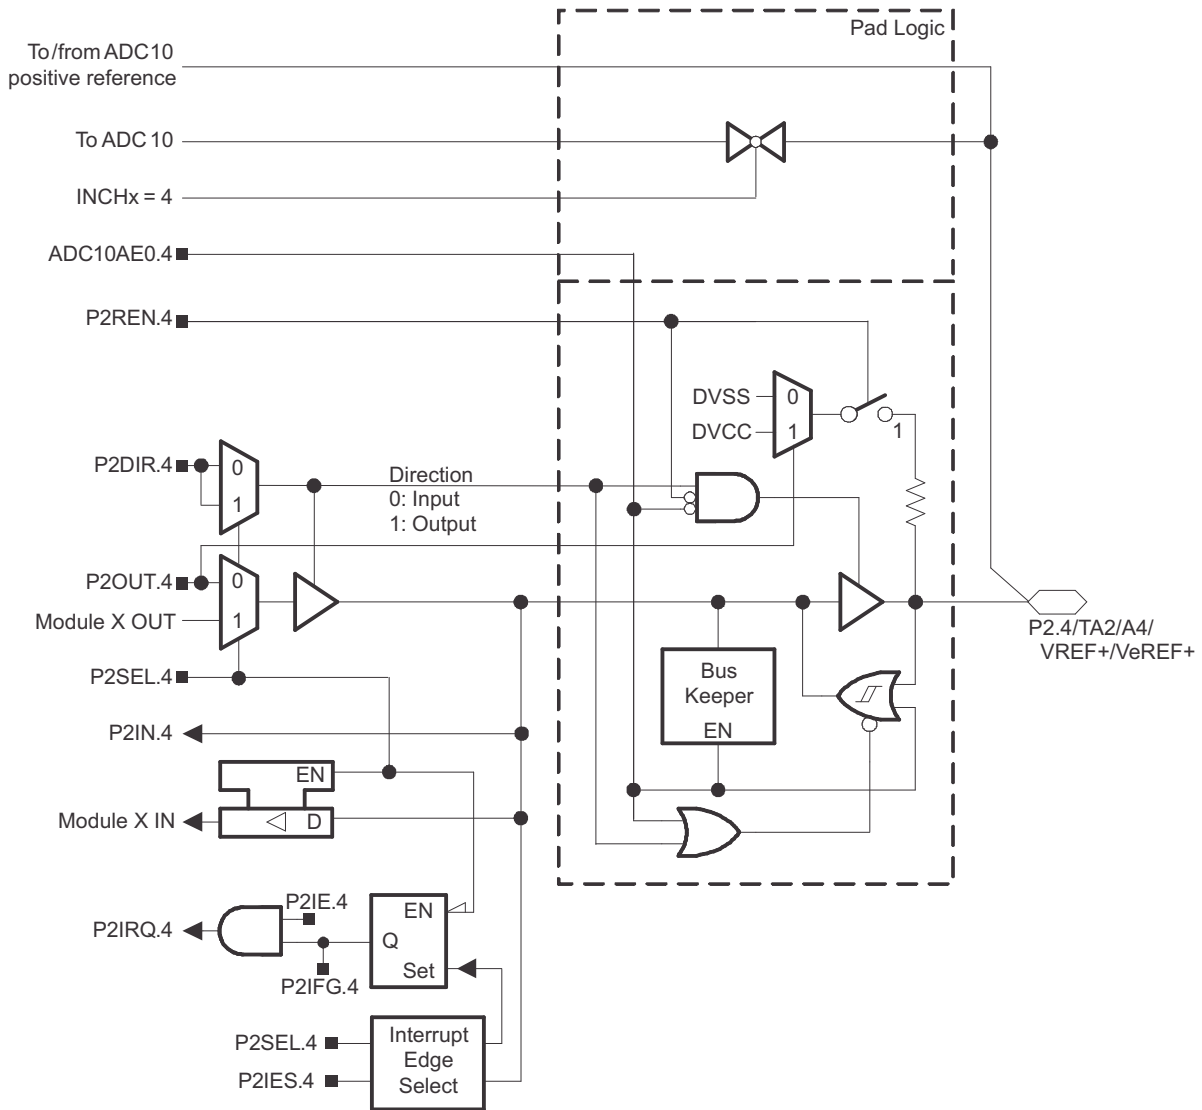 Pad Logic
To/from ADC10
positive reference
To ADC 10
INCHx = 4
ADC10AE0.4
P2REN.4
DVSS
0
DVCC
1
1
P2DIR.4
0
1
Direction
0: Input
1: Output
P2OUT.4
0
Module X OUT
1
P2.4/TA2/A4/
VREF+/VeREF+
P2SEL.4
Bus
Keeper
EN
P2IN.4
EN
Module X IN
D
P2IE.4
EN
P2IRQ.4
Q
Set
P2IFG.4
P2SEL.4
P2IES.4
Interrupt
Edge
Select